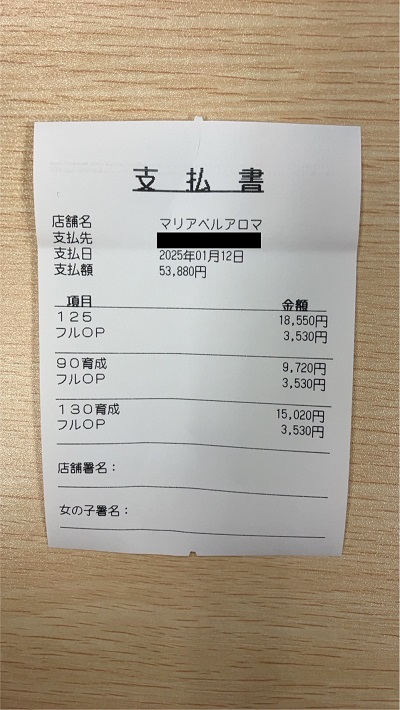 支払書
店舗名 マリアベルアロマ
支払先
支払日 2025年01月12日
支払額 53,880円
項目 金額
125 18,550円
フルOP 3,530円
90育成 9,720円
フルOP 3,530円
130育成 15,020円
フルOP 3,530円
店舗署名:
女の子署名: